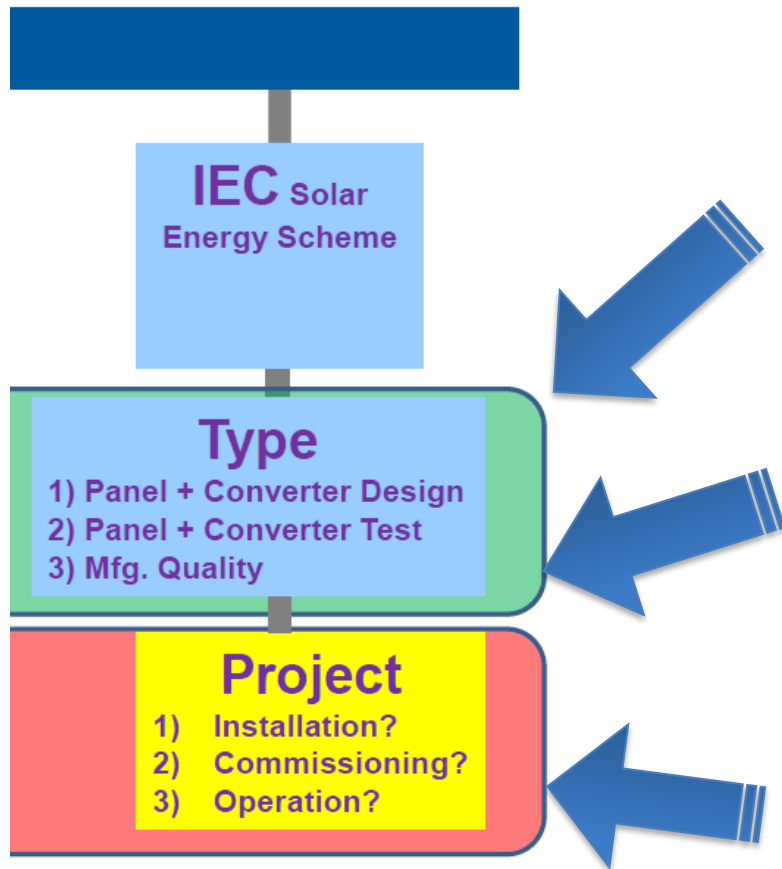 IEC Solar
Energy Scheme
Type
1) Panel + Converter Design
2) Panel + Converter Test
3) Mfg. Quality
Project
1) Installation?
2) Commissioning?
3) Operation?